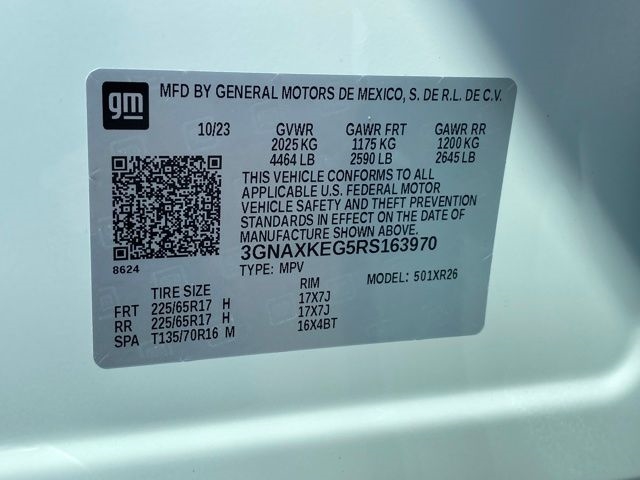 gm MFD BY GENERAL MOTORS DE MEXICO, S. DE R.L. DE C.V.
10/23 GVWR GAWR FRT GAWR RR
2025 KG 1175 KG 1200 KG
4464 LB 2590 LB 2645 LB
THIS VEHICLE CONFORMS TO ALL
APPLICABLE U.S. FEDERAL MOTOR
VEHICLE SAFETY AND THEFT PREVENTION
STANDARDS IN EFFECT ON THE DATE OF
MANUFACTURE SHOWN ABOVE.
3GNAXKEG5RS163970
8624 TYPE: MPV MODEL: 501XR26
TIRE SIZE RIM
FRT 225/65R17 H 17X7J
RR 225/65R17 H 17X7J
SPA T135/70R16 M 16X4BT